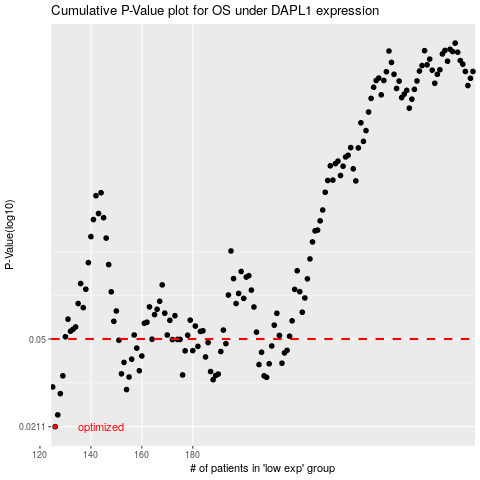 Cumulative P-Value plot for OS under DAPL1 expression
P-Value(log10)
0.05
0.0211
optimized
120
140
160
180
# of patients in 'low exp' group